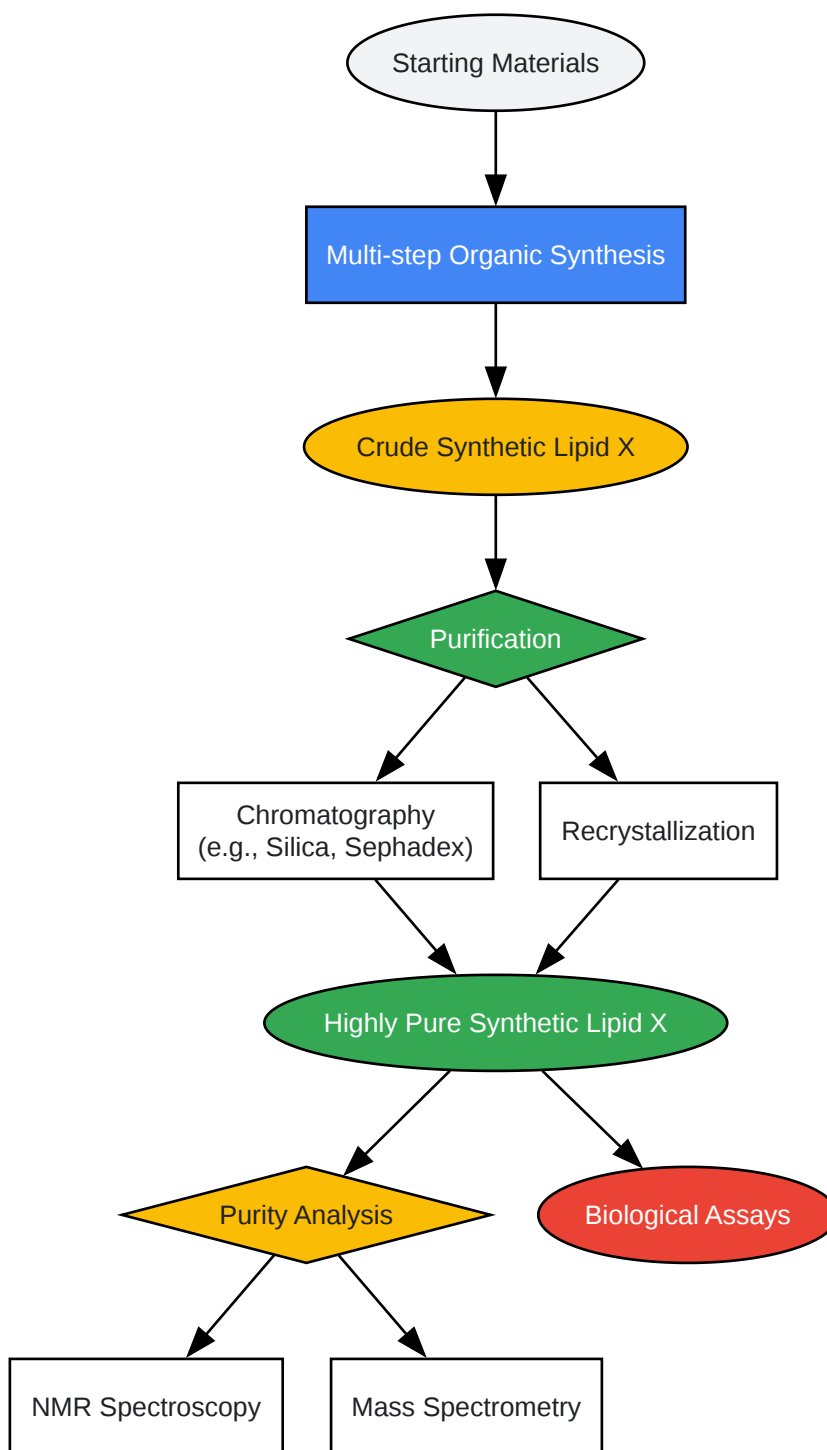 Starting Materials
Multi-step Organic Synthesis
Crude Synthetic Lipid X
Purification
Chromatography
(e.g., Silica, Sephadex)
Recrystallization
Highly Pure Synthetic Lipid X
Purity Analysis
Biological Assays
NMR Spectroscopy
Mass Spectrometry